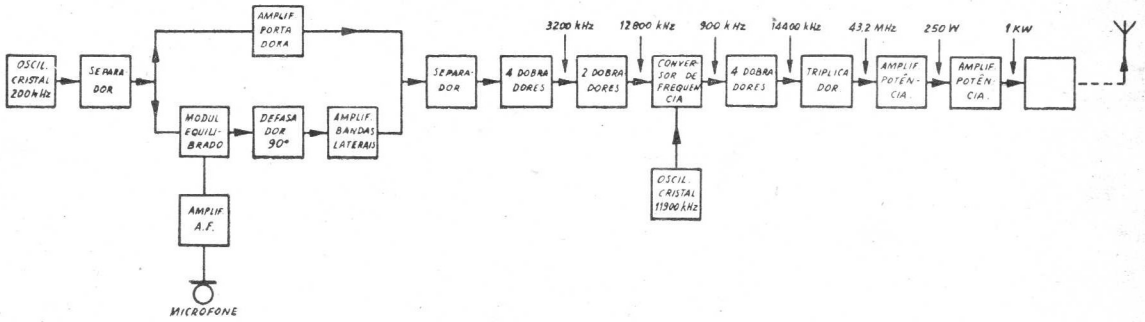 AMPLIF
PORTA
DORA
OSCIL.
CRISTAL
200 kHz
SEPARA
DOR
MODUL
EQUILI-
BRADO
DEFASA
DOR
90°
AMPLIF.
BANDAS
LATERAIS
AMPLIF.
A.F.
MICROFONE
SEPARA-
DOR
4 DOBRA
DORES
3200 kHz
2 DOBRA
DORES
12800 kHz
CONVER-
SOR DE
FREQUEN
CIA
OSCIL.
CRISTAL
11900 kHz
900 kHz
4 DOBRA
DORES
14400 kHz
TRIPLICA
DOR.
43,2 MHz
AMPLIF
POTÊN-
CIA.
250 W
AMPLIF
POTÊN-
CIA.
1 KW